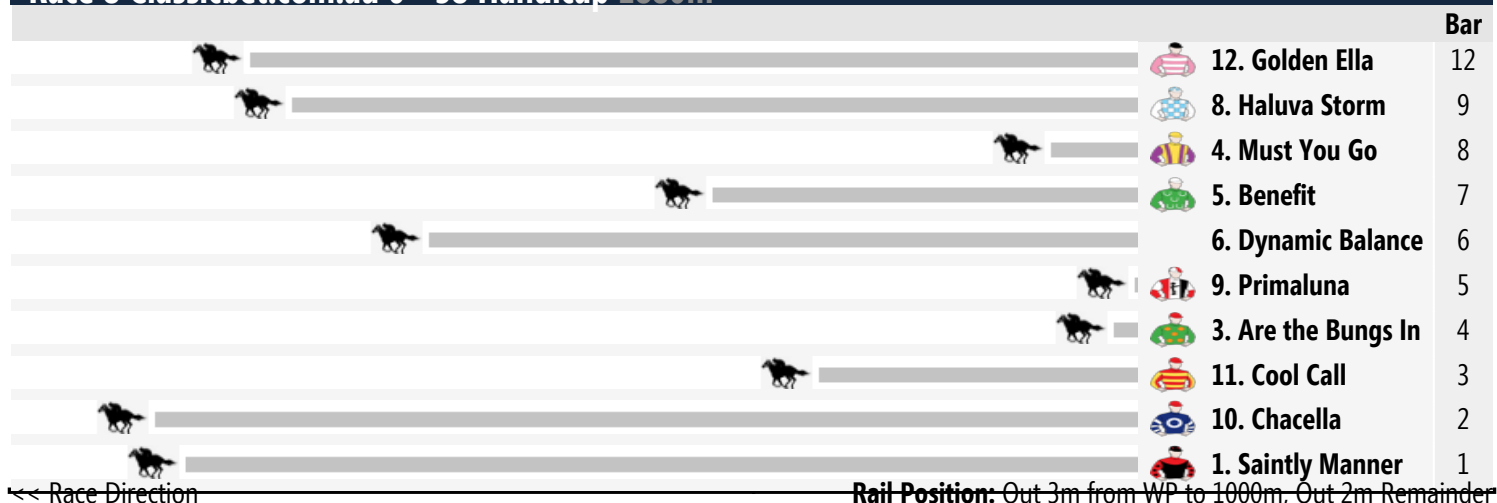 Bar
12. Golden Ella 12
8. Haluva Storm 9
4. Must You Go 8
5. Benefit 7
6. Dynamic Balance 6
9. Primaluna 5
3. Are the Bungs In 4
11. Cool Call 3
10. Chacella 2
1. Saintly Manner 1
<< Race Direction Rail Position: Out 3m from WP to 1000m, Out 2m Remainder